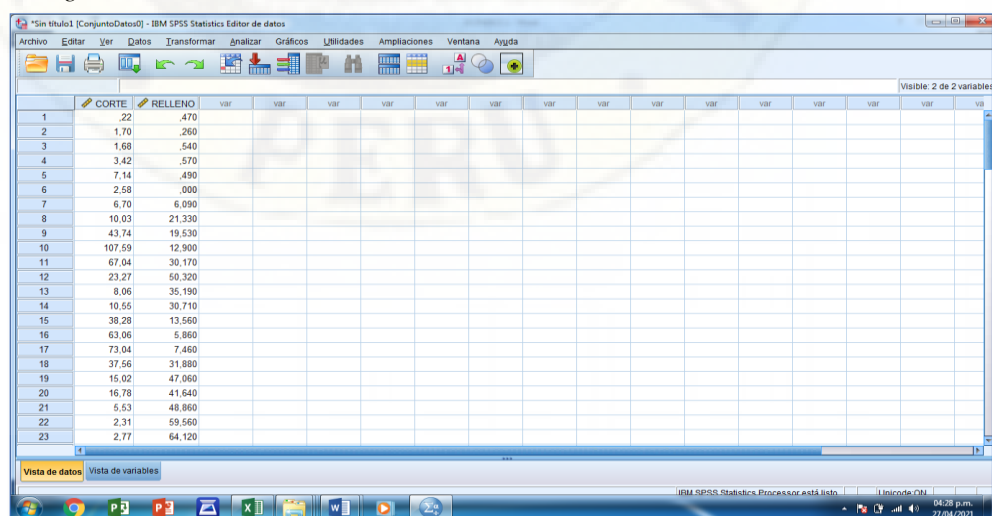 *Sin título1 [ConjuntoDatos0] - IBM SPSS Statistics Editor de datos
Archivo Editar Ver Datos Transformar Analizar Gráficos Utilidades Ampliaciones Ventana Ayuda
Visible: 2 de 2 variables
CORTE RELLENO var var var var var var var var var var var var var var
1 ,22 ,470
2 1,70 ,260
3 1,68 ,540
4 3,42 ,570
5 7,14 ,490
6 2,58 ,000
7 6,70 6,090
8 10,03 21,330
9 43,74 19,530
10 107,59 12,900
11 67,04 30,170
12 23,27 50,320
13 8,06 35,190
14 10,55 30,710
15 38,28 13,560
16 63,06 5,860
17 73,04 7,460
18 37,56 31,880
19 15,02 47,060
20 16,78 41,640
21 5,53 48,860
22 2,31 59,560
23 2,77 64,120
PERU
Vista de datos Vista de variables
IBM SPSS Statistics Processor está listo Unicode:ON
04:28 p.m.
27/04/2021